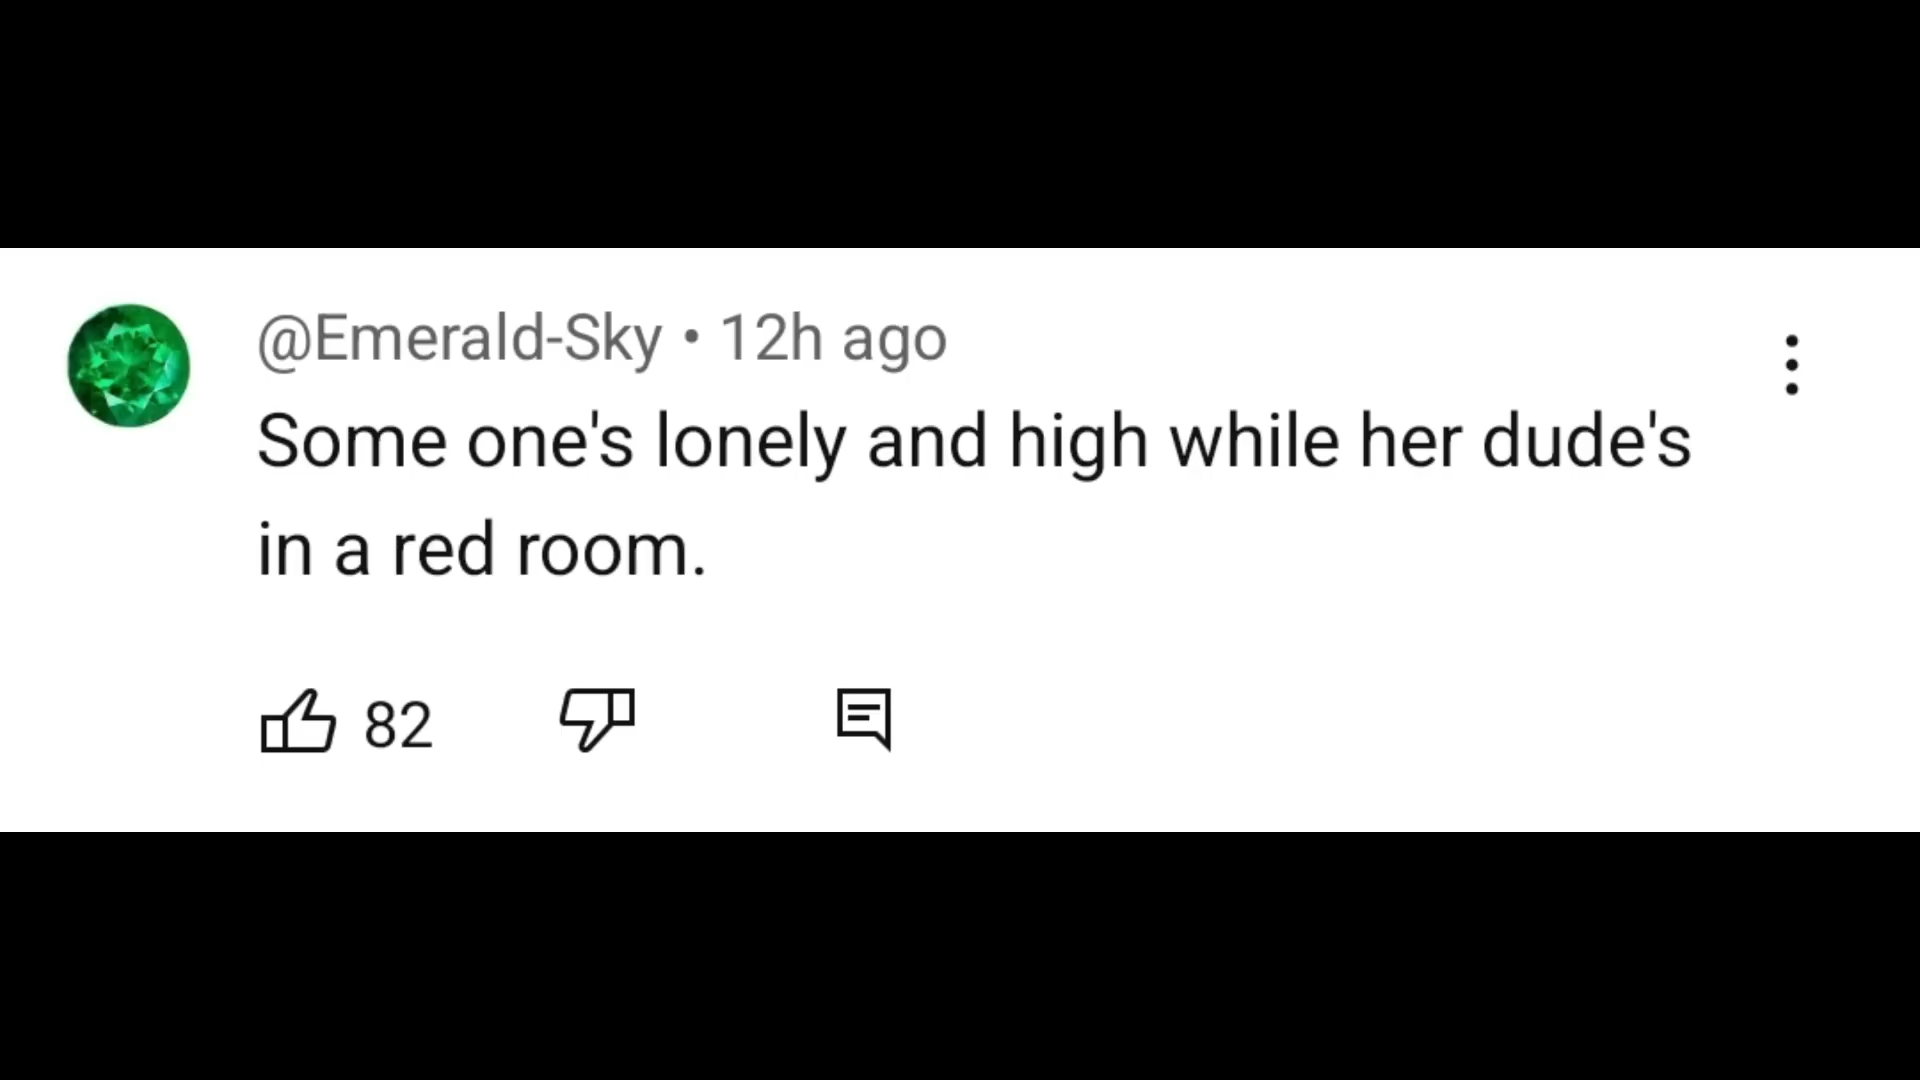 @Emerald-Sky • 12h ago
Some one's lonely and high while her dude's
in a red room.
82